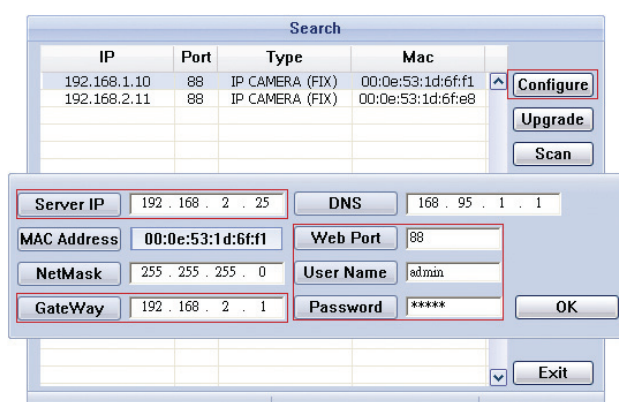 Search
IP Port Type Mac
192.168.1.10 88 IP CAMERA (FIX) 00:0e:53:1d:6f:f1
192.168.2.11 88 IP CAMERA (FIX) 00:0e:53:1d:6f:e8
Configure
Upgrade
Scan
Server IP 192 . 168 . 2 . 25 DNS 168 . 95 . 1 . 1
MAC Address 00:0e:53:1d:6f:f1 Web Port 88
NetMask 255 . 255 . 255 . 0 User Name admin
GateWay 192 . 168 . 2 . 1 Password ***** OK
Exit